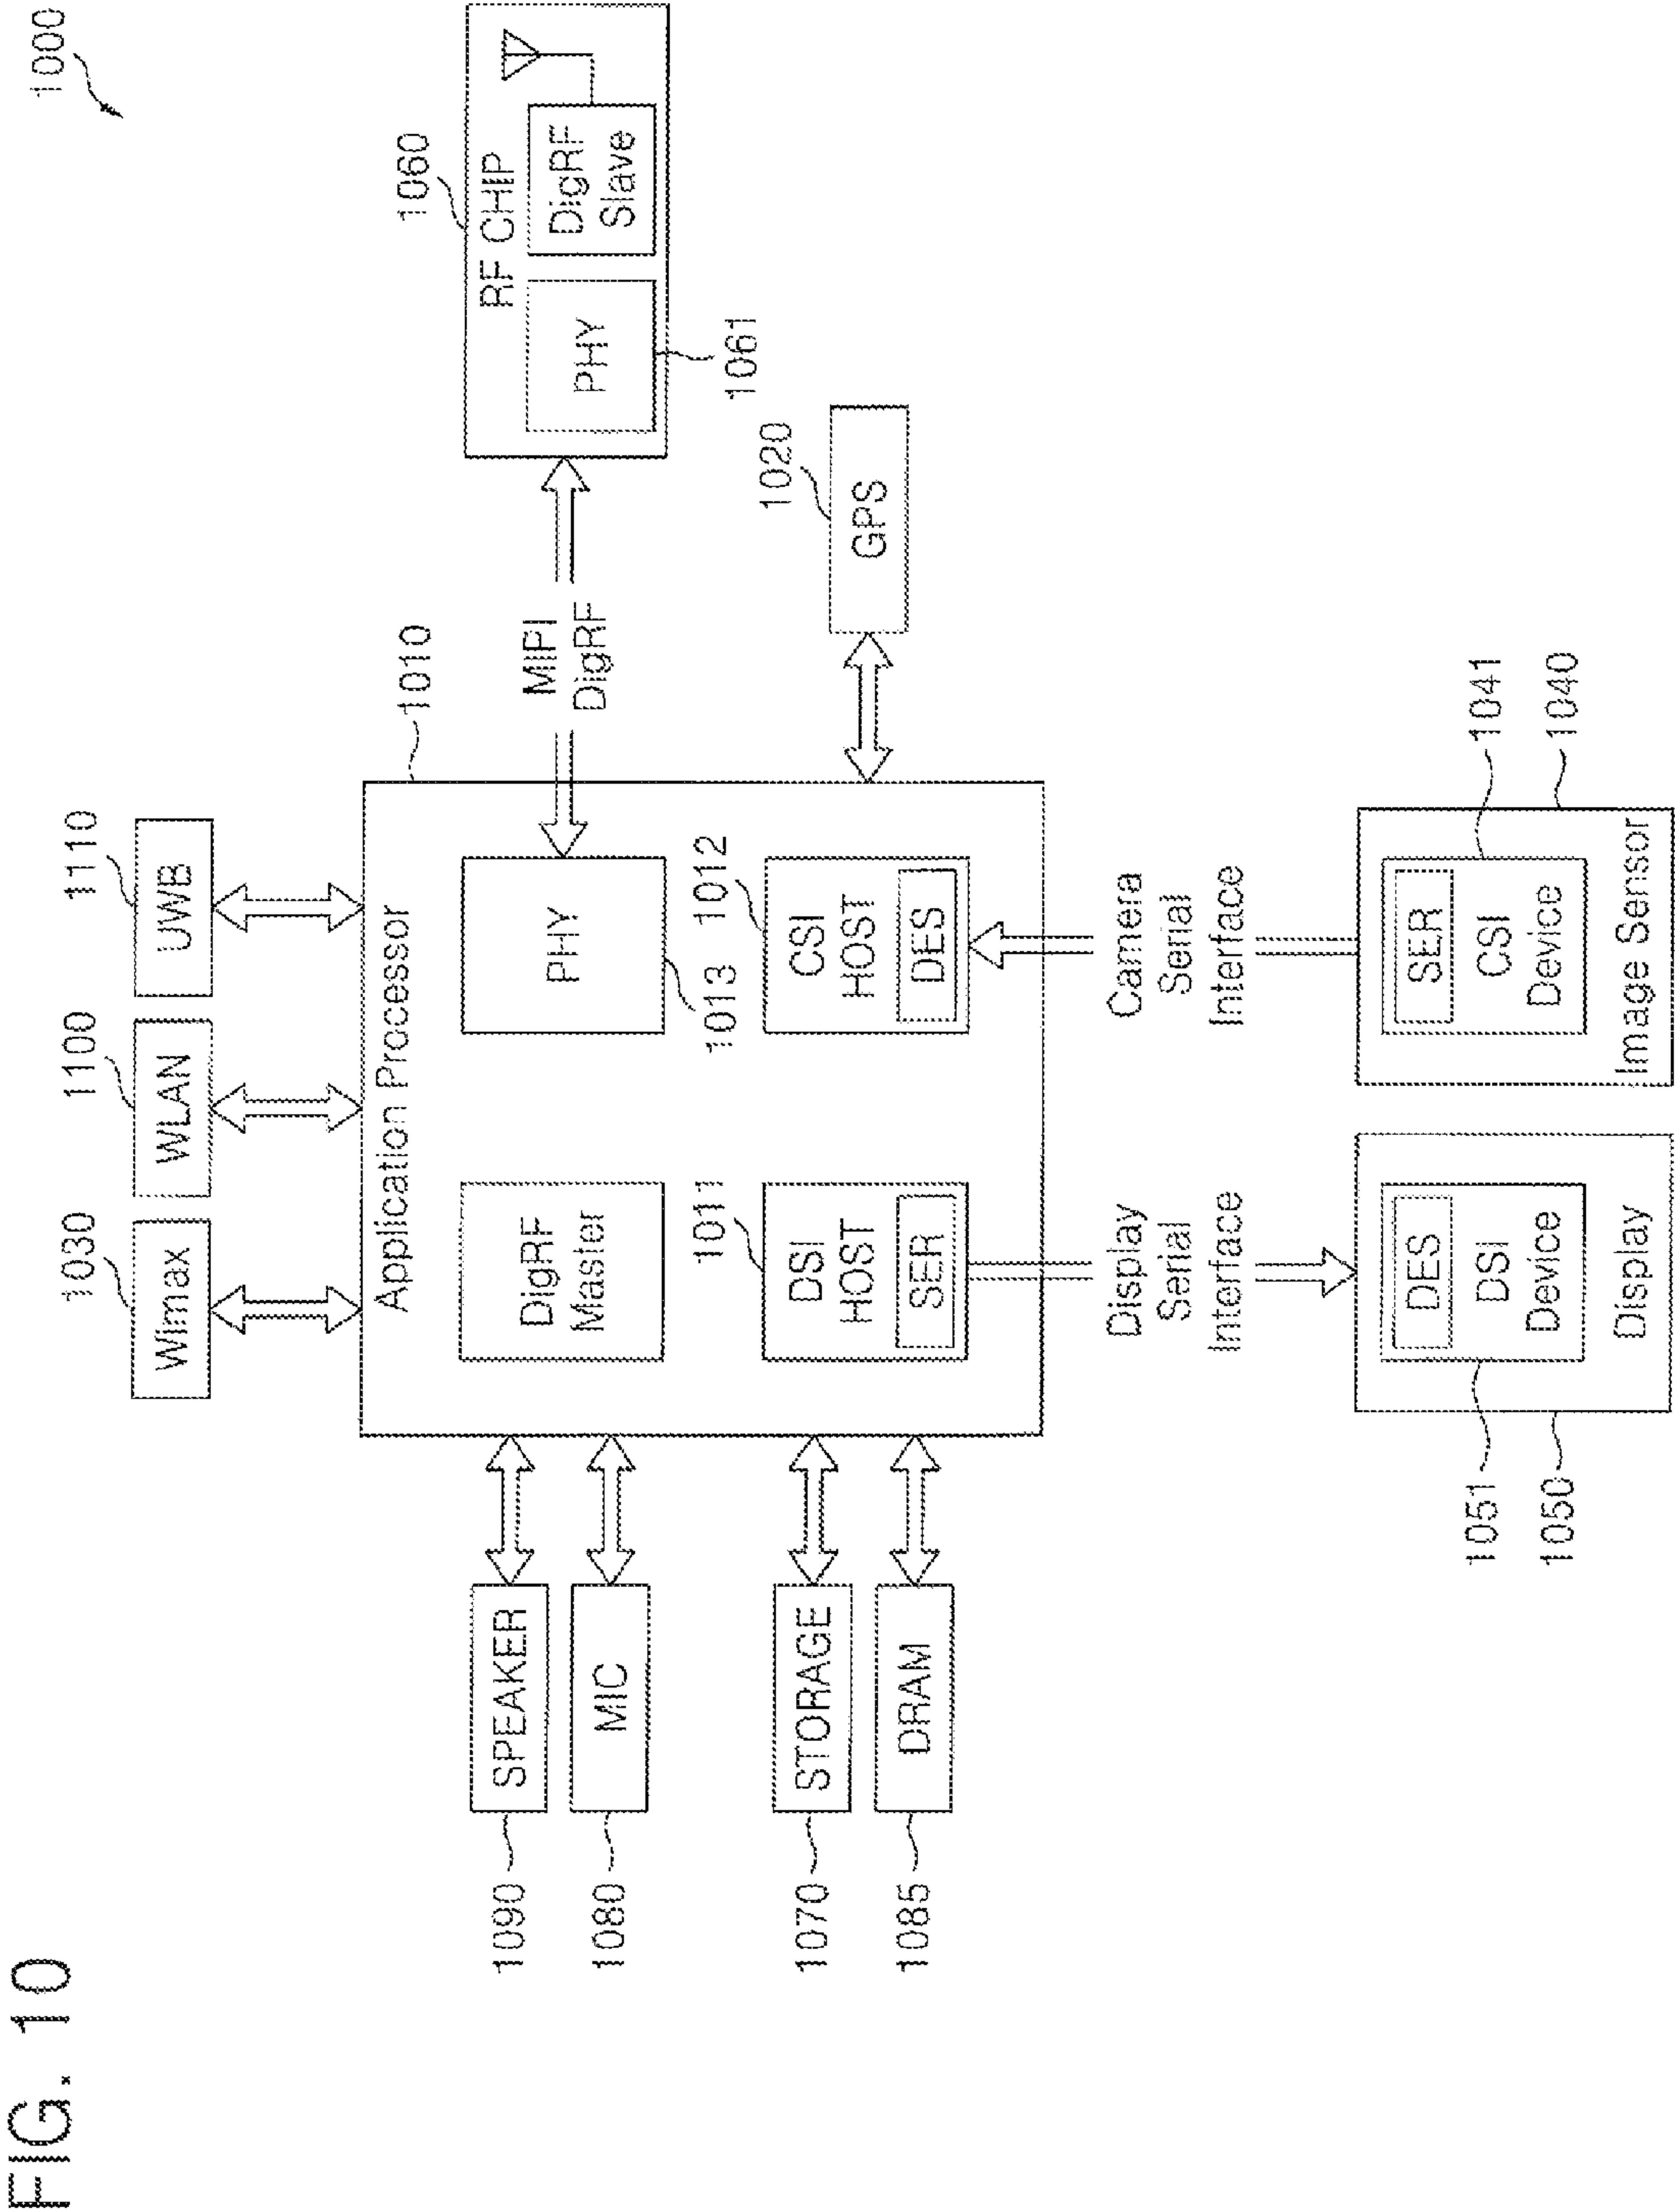 FIG. 10
1000
1030
1100
1110
Wimax
WLAN
UWB
1010
1060
Application Processor
RF CHIP
1090
SPEAKER
DigRF
Master
PHY
MIPI
DigRF
PHY
DigRF
Slave
1080
MIC
1013
1061
1011
1012
1020
1070
STORAGE
DSI
HOST
SER
CSI
HOST
DES
GPS
1085
DRAM
Display
Serial
Interface
Camera
Serial
Interface
1051
DES
DSI
Device
SER
CSI
Device
1041
1050
Display
Image Sensor
1040